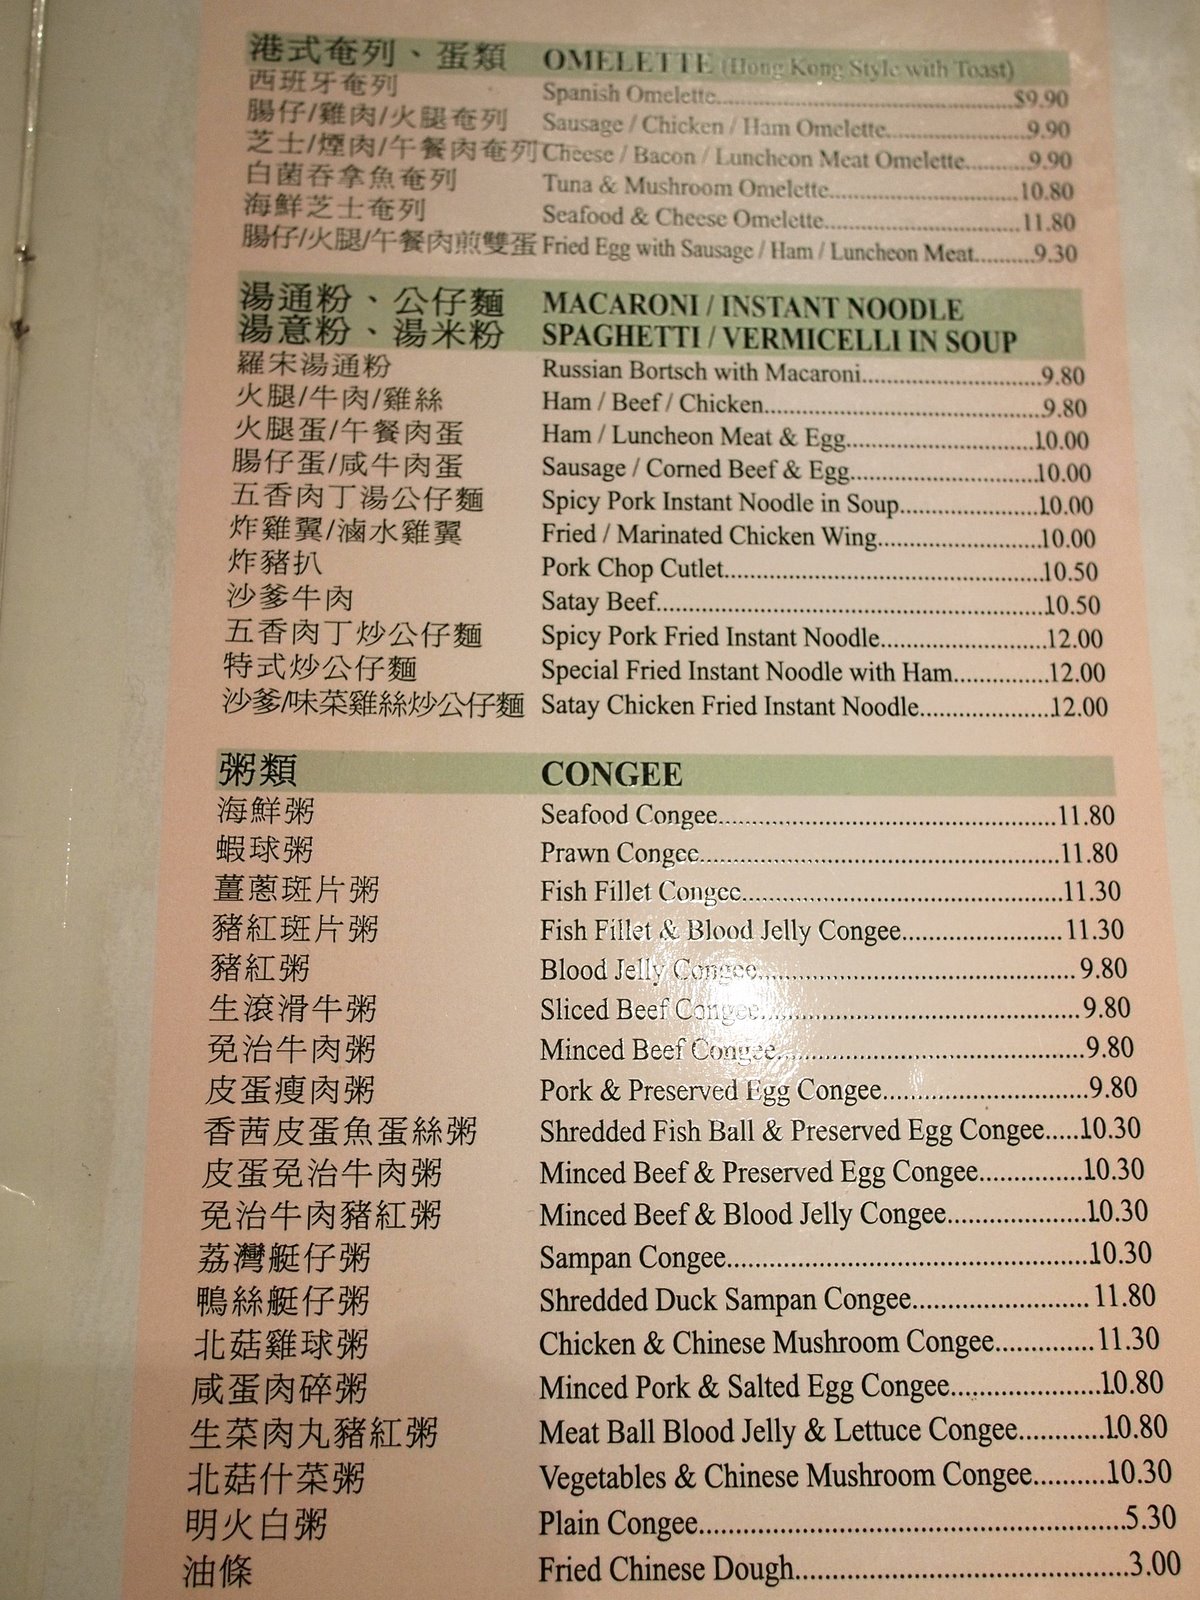 港式奄列、蛋類 OMELETTE (Hong Kong Style with Toast)
西班牙奄列 Spanish Omelette $9.90
腸仔/雞肉/火腿奄列 Sausage / Chicken / Ham Omelette 9.90
芝士/煙肉/午餐肉奄列 Cheese / Bacon / Luncheon Meat Omelette 9.90
白菌吞拿魚奄列 Tuna & Mushroom Omelette 10.80
海鮮芝士奄列 Seafood & Cheese Omelette 11.80
腸仔/火腿/午餐肉煎雙蛋 Fried Egg with Sausage / Ham / Luncheon Meat 9.30
湯通粉、公仔麵 MACARONI / INSTANT NOODLE
湯意粉、湯米粉 SPAGHETTI / VERMICELLI IN SOUP
羅宋湯通粉 Russian Bortsch with Macaroni 9.80
火腿/牛肉/雞絲 Ham / Beef / Chicken 9.80
火腿蛋/午餐肉蛋 Ham / Luncheon Meat & Egg 10.00
腸仔蛋/咸牛肉蛋 Sausage / Corned Beef & Egg 10.00
五香肉丁湯公仔麵 Spicy Pork Instant Noodle in Soup 10.00
炸雞翼/滷水雞翼 Fried / Marinated Chicken Wing 10.00
炸豬扒 Pork Chop Cutlet 10.50
沙爹牛肉 Satay Beef 10.50
五香肉丁炒公仔麵 Spicy Pork Fried Instant Noodle 12.00
特式炒公仔麵 Special Fried Instant Noodle with Ham 12.00
沙爹/味菜雞絲炒公仔麵 Satay Chicken Fried Instant Noodle 12.00
粥類 CONGEE
海鮮粥 Seafood Congee 11.80
蝦球粥 Prawn Congee 11.80
薑蔥斑片粥 Fish Fillet Congee 11.30
豬紅斑片粥 Fish Fillet & Blood Jelly Congee 11.30
豬紅粥 Blood Jelly Congee 9.80
生滾滑牛粥 Sliced Beef Congee 9.80
免治牛肉粥 Minced Beef Congee 9.80
皮蛋瘦肉粥 Pork & Preserved Egg Congee 9.80
香茜皮蛋魚蛋絲粥 Shredded Fish Ball & Preserved Egg Congee 10.30
皮蛋免治牛肉粥 Minced Beef & Preserved Egg Congee 10.30
免治牛肉豬紅粥 Minced Beef & Blood Jelly Congee 10.30
荔灣艇仔粥 Sampan Congee 10.30
鴨絲艇仔粥 Shredded Duck Sampan Congee 11.80
北菇雞球粥 Chicken & Chinese Mushroom Congee 11.30
咸蛋肉碎粥 Minced Pork & Salted Egg Congee 10.80
生菜肉丸豬紅粥 Meat Ball Blood Jelly & Lettuce Congee 10.80
北菇什菜粥 Vegetables & Chinese Mushroom Congee 10.30
明火白粥 Plain Congee 5.30
油條 Fried Chinese Dough 3.00